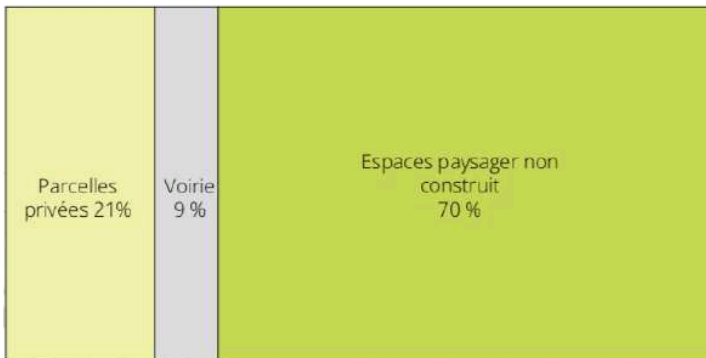 Parcelles
privées 21%
Voirie
9 %
Espaces paysager non
construit
70 %